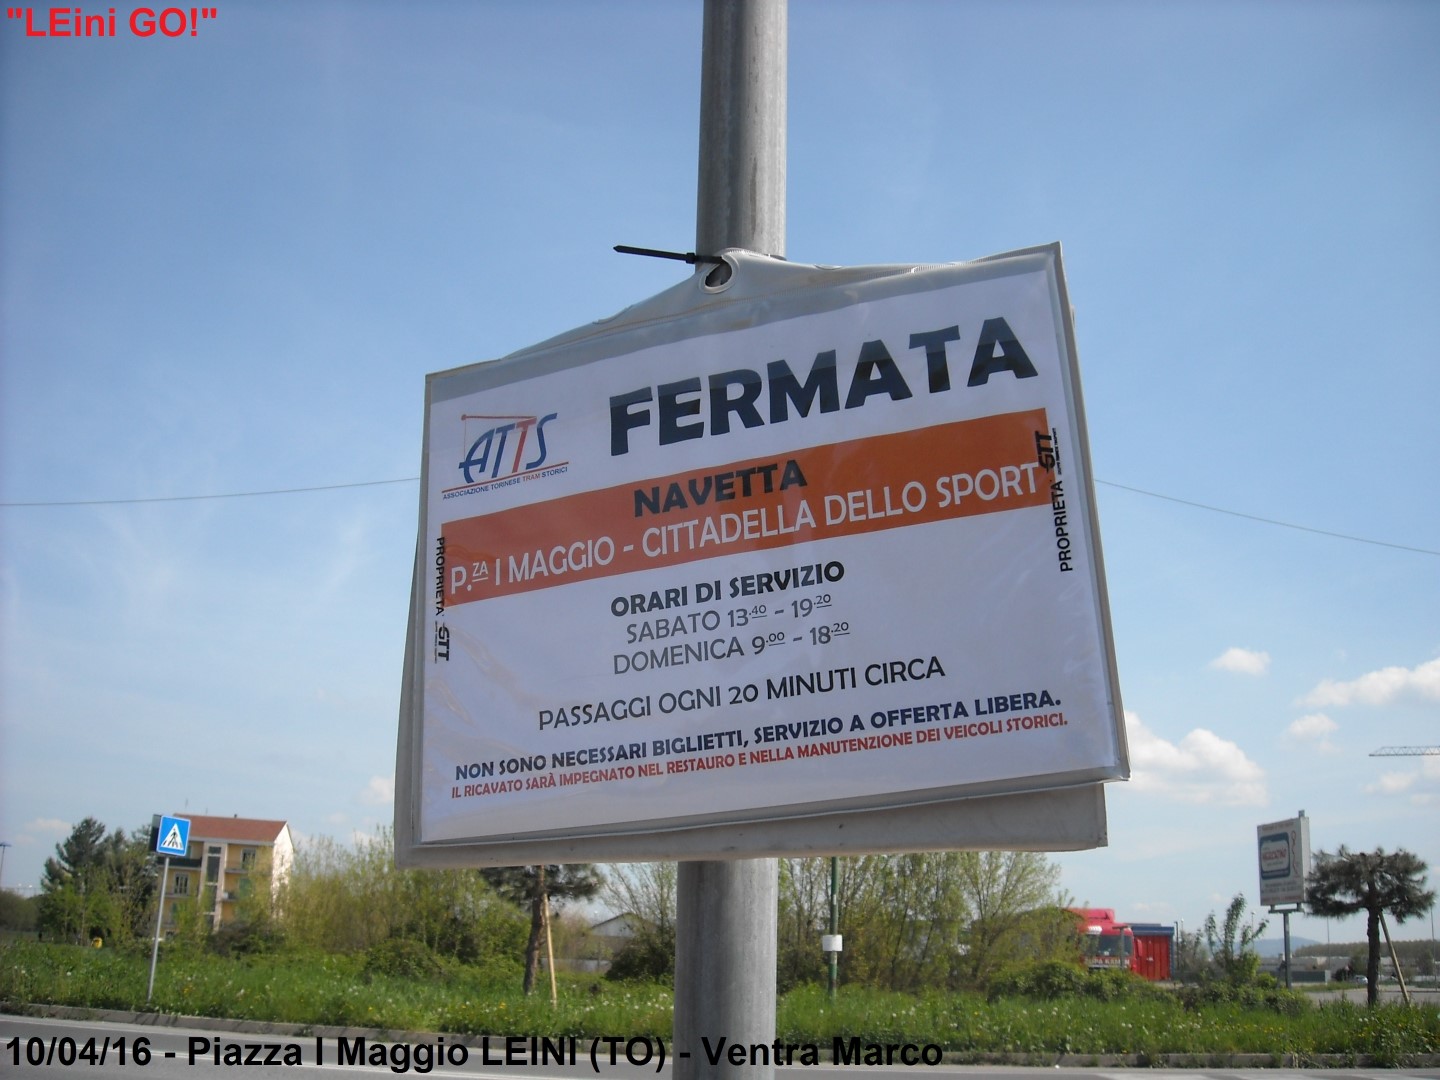 "LEini GO!"
FERMATA
ATTS
ASSOCIAZIONE TORINESE TRAM STORICI
NAVETTA
P.ZA I MAGGIO - CITTADELLA DELLO SPORT
PROPRIETÀ GTT
PROPRIETÀ GTT
ORARI DI SERVIZIO
SABATO 13.40 - 19.20
DOMENICA 9.00 - 18.20
PASSAGGI OGNI 20 MINUTI CIRCA
NON SONO NECESSARI BIGLIETTI, SERVIZIO A OFFERTA LIBERA.
IL RICAVATO SARÀ IMPEGNATO NEL RESTAURO E NELLA MANUTENZIONE DEI VEICOLI STORICI.
10/04/16 - Piazza I Maggio LEINI (TO) - Ventra Marco